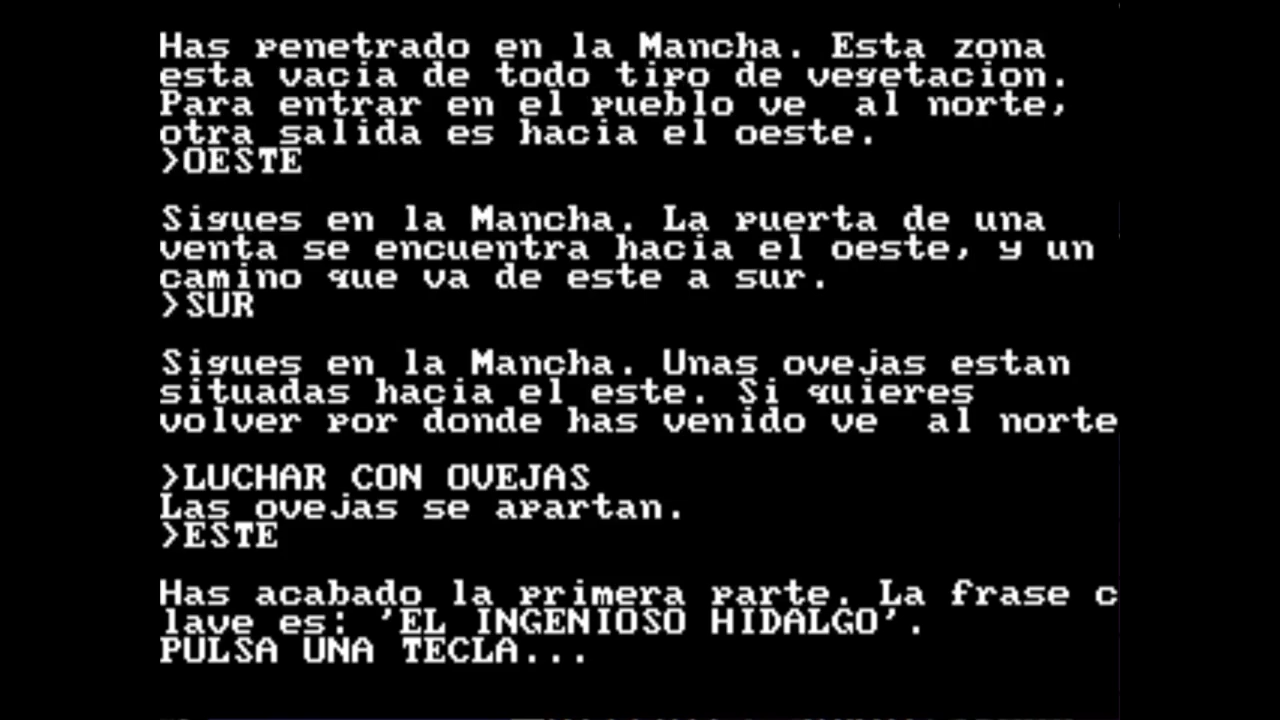 Has penetrado en la Mancha. Esta zona
esta vacia de todo tipo de vegetacion.
Para entrar en el pueblo ve  al norte,
otra salida es hacia el oeste.
>OESTE
Sigues en la Mancha. La puerta de una
venta se encuentra hacia el oeste, y un
camino que va de este a sur.
>SUR
Sigues en la Mancha. Unas ovejas estan
situadas hacia el este. Si quieres
volver por donde has venido ve  al norte
>LUCHAR CON OVEJAS
Las ovejas se apartan.
>ESTE
Has acabado la primera parte. La frase c
lave es: 'EL INGENIOSO HIDALGO'.
PULSA UNA TECLA...